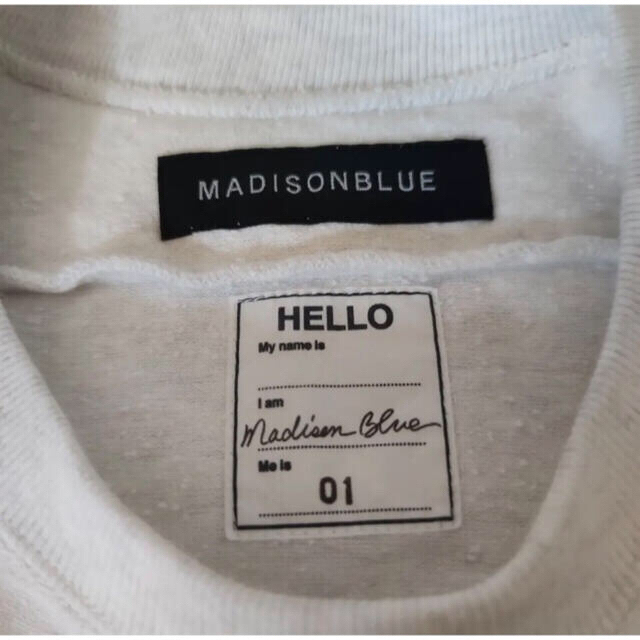 MADISONBLUE
HELLO
My name is
I am
Madison Blue
Me is
01